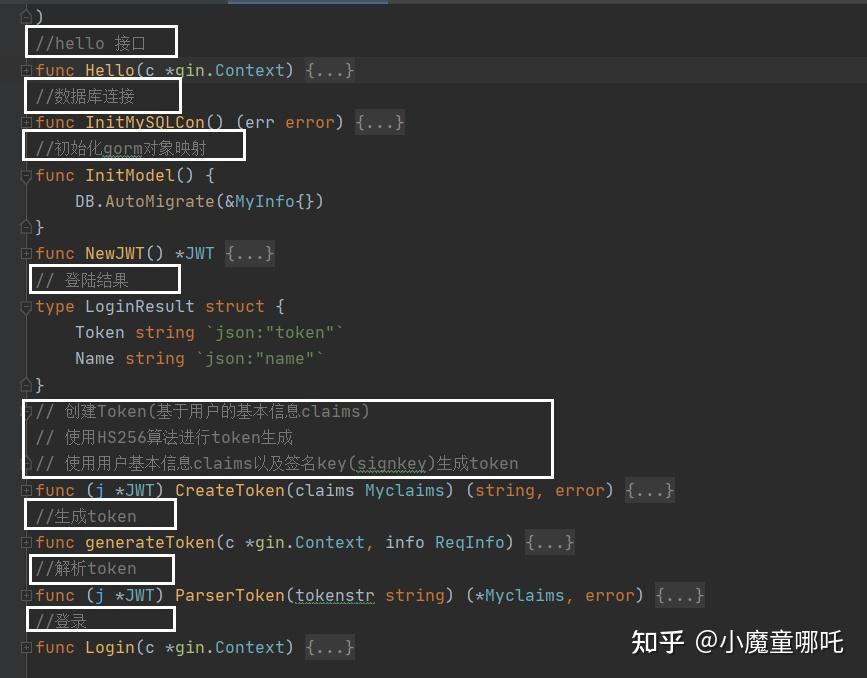 )
//hello 接口
func Hello(c *gin.Context) {...}
//数据库连接
func InitMySQLCon() (err error) {...}
//初始化gorm对象映射
func InitModel() {
DB.AutoMigrate(&MyInfo{})
}
func NewJWT() *JWT {...}
// 登陆结果
type LoginResult struct {
Token string `json:"token"`
Name string `json:"name"`
}
// 创建Token(基于用户的基本信息claims)
// 使用HS256算法进行token生成
// 使用用户基本信息claims以及签名key(signkey)生成token
func (j *JWT) CreateToken(claims Myclaims) (string, error) {...}
//生成token
func generateToken(c *gin.Context, info ReqInfo) {...}
//解析token
func (j *JWT) ParserToken(tokenstr string) (*Myclaims, error) {...}
//登录
func Login(c *gin.Context) {...}
知乎 @小魔童哪吒